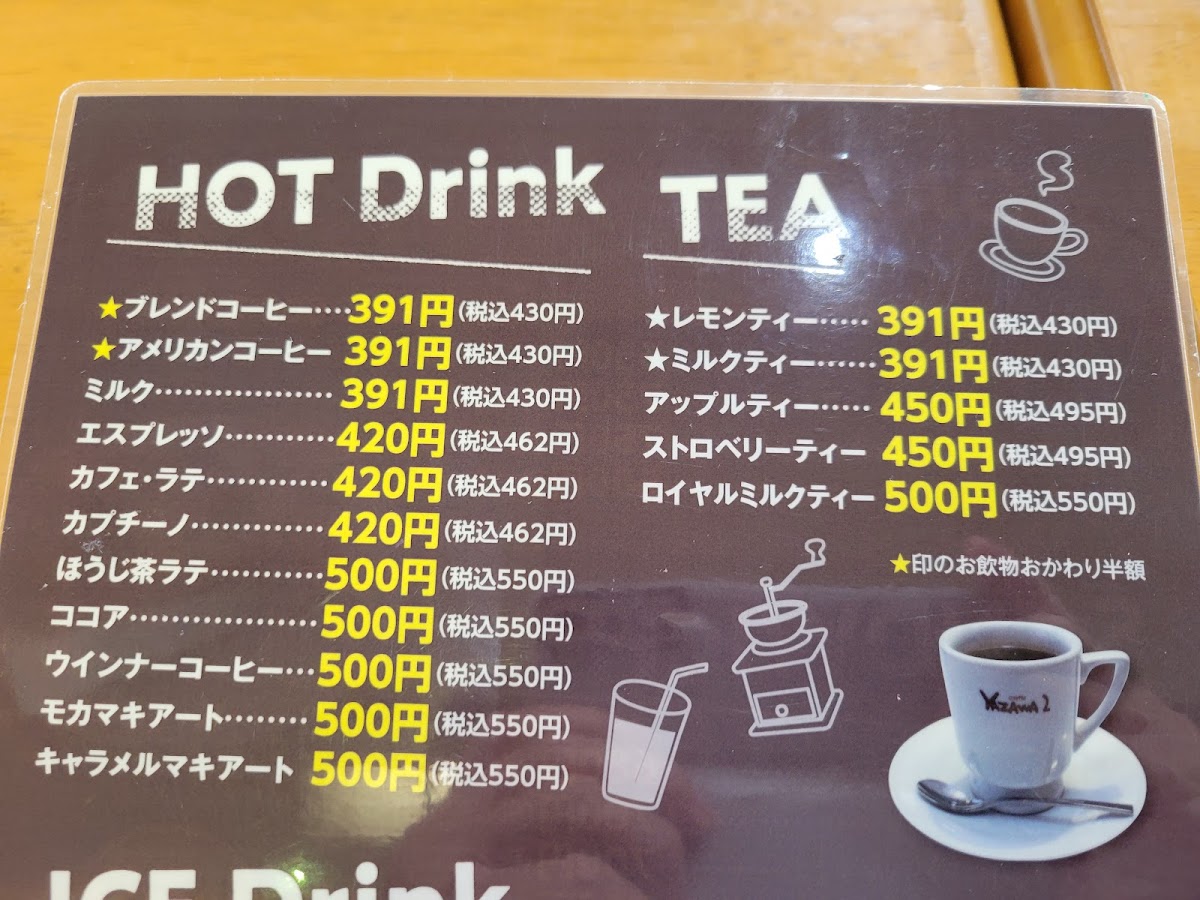 HOT Drink
★ブレンドコーヒー····391円(税込430円)
★アメリカンコーヒー 391円(税込430円)
ミルク··················391円(税込430円)
エスプレッソ···········420円(税込462円)
カフェ・ラテ············420円(税込462円)
カプチーノ·············420円(税込462円)
ほうじ茶ラテ···········500円(税込550円)
ココア··················500円(税込550円)
ウインナーコーヒー···500円(税込550円)
モカマキアート········500円(税込550円)
キャラメルマキアート 500円(税込550円)
TEA
★レモンティー·····391円(税込430円)
★ミルクティー·····391円(税込430円)
アップルティー·····450円(税込495円)
ストロベリーティー 450円(税込495円)
ロイヤルミルクティー 500円(税込550円)
★印のお飲物おかわり半額
caffe
YAZAWA 2
ICE Drink